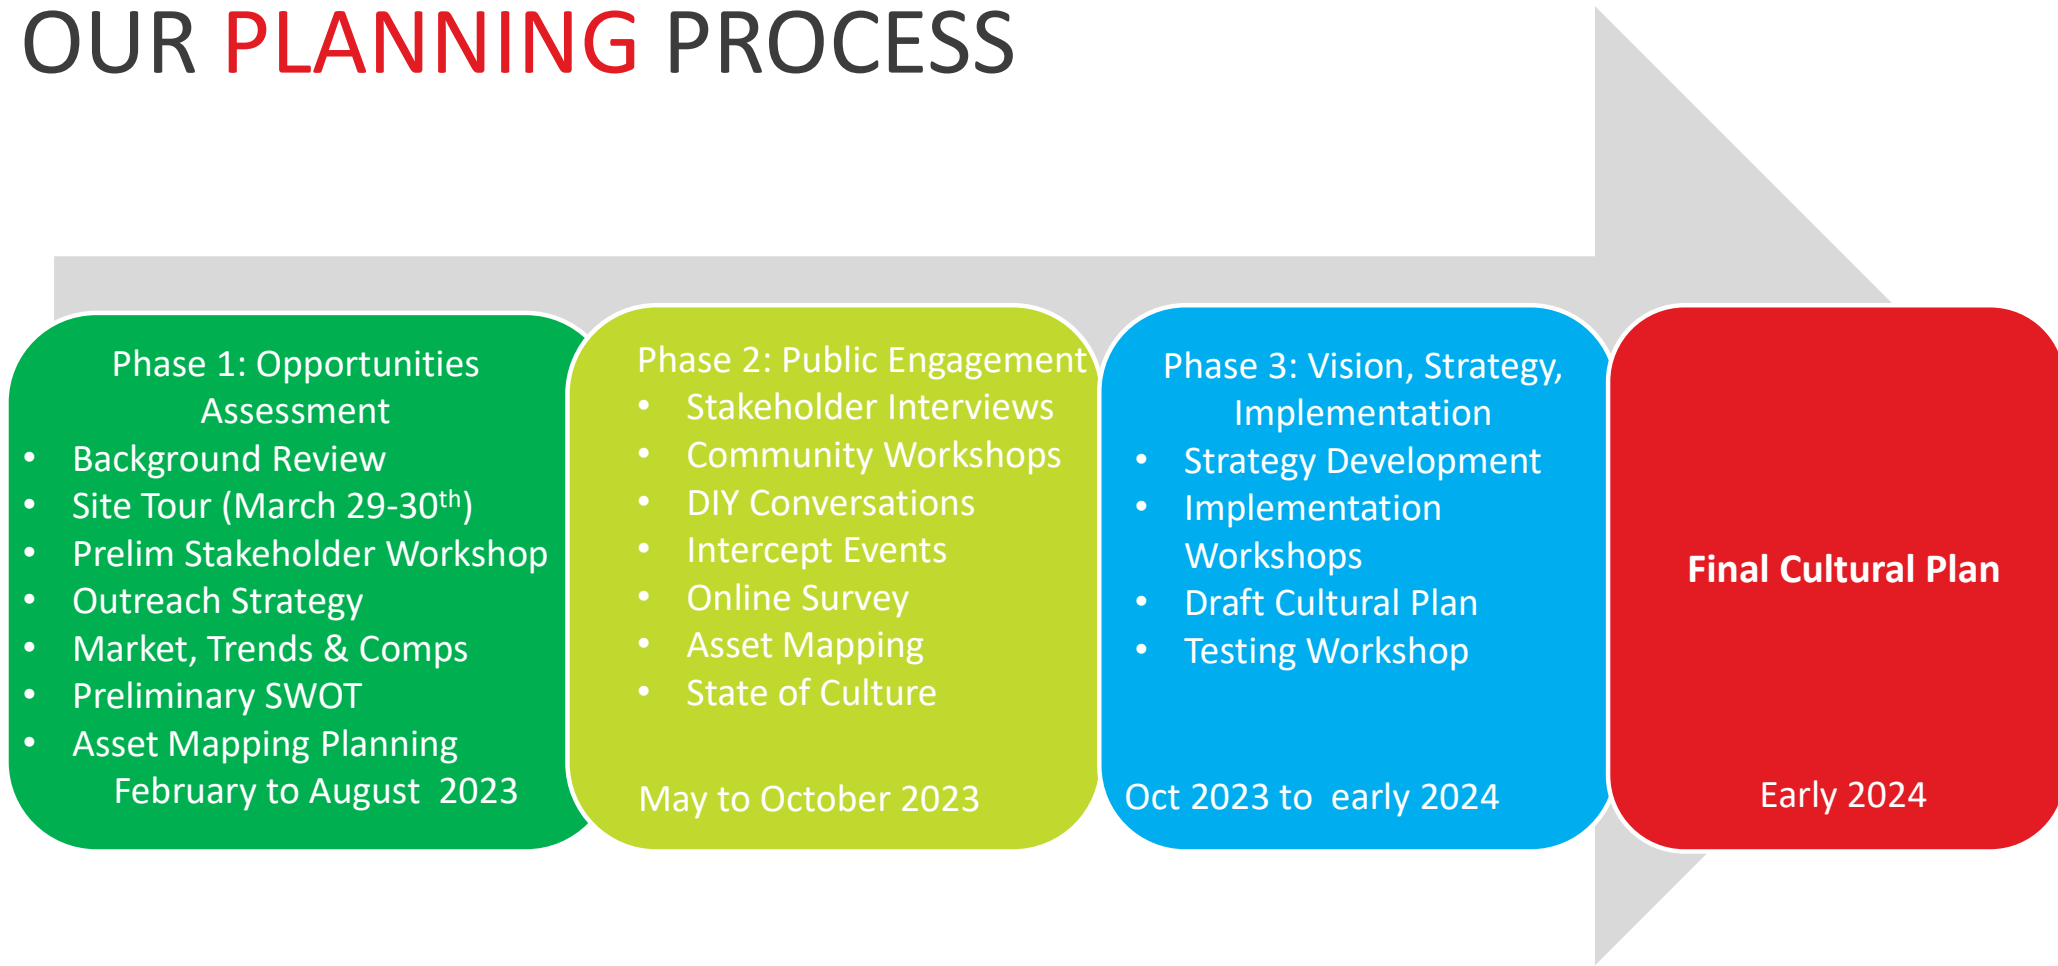 OUR PLANNING PROCESS
Phase 1: Opportunities
Assessment
• Background Review
• Site Tour (March 29-30th)
• Prelim Stakeholder Workshop
• Outreach Strategy
• Market, Trends & Comps
• Preliminary SWOT
• Asset Mapping Planning
February to August 2023
Phase 2: Public Engagement
• Stakeholder Interviews
• Community Workshops
• DIY Conversations
• Intercept Events
• Online Survey
• Asset Mapping
• State of Culture
May to October 2023
Phase 3: Vision, Strategy,
Implementation
• Strategy Development
• Implementation
Workshops
• Draft Cultural Plan
• Testing Workshop
Oct 2023 to early 2024
Final Cultural Plan
Early 2024